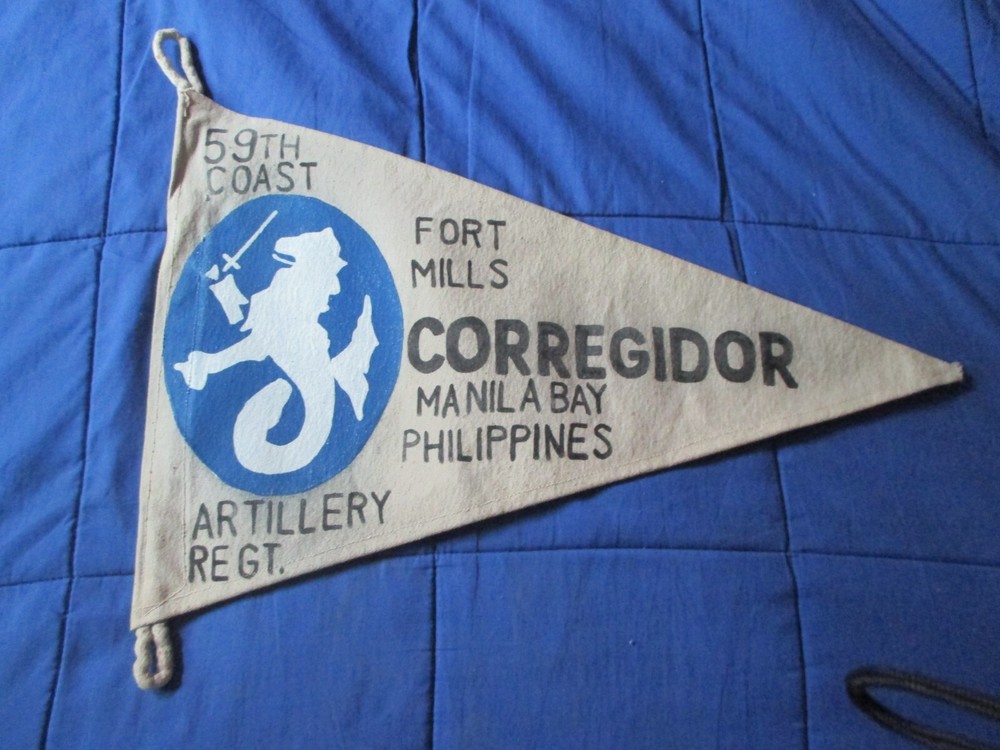 59TH
COAST
FORT
MILLS
CORREGIDOR
MANILA BAY
PHILIPPINES
ARTILLERY
REGT.